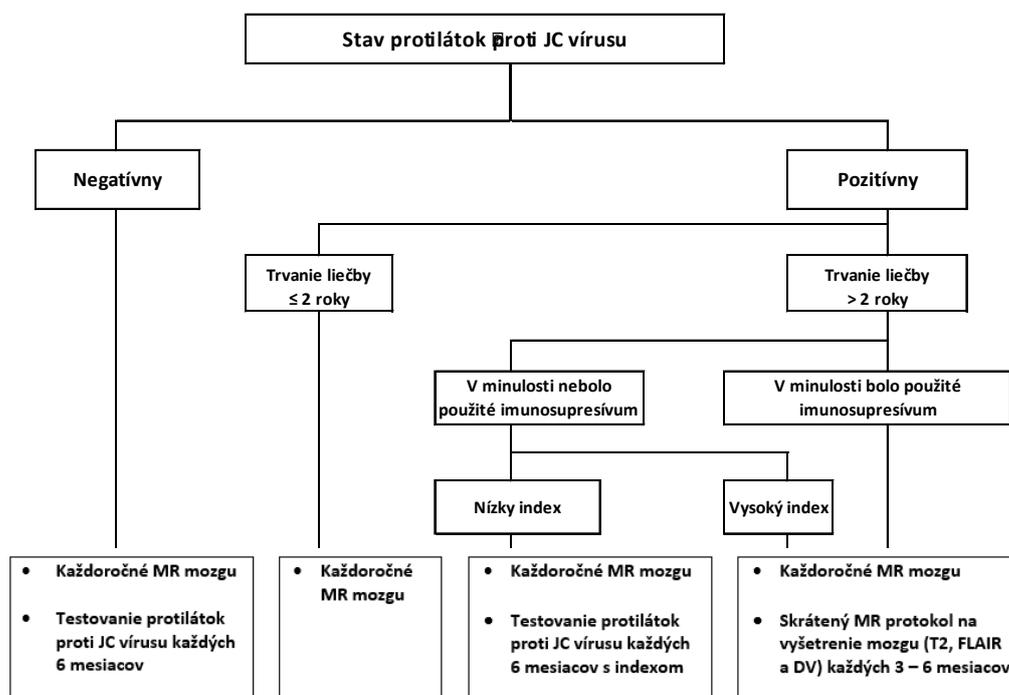 Stav protilátok proti JC vírusu
Negatívny
Pozitívny
Trvanie liečby
≤ 2 roky
Trvanie liečby
> 2 roky
V minulosti nebolo
použité imunosupresívum
V minulosti bolo použité
imunosupresívum
Nízky index
Vysoký index
• Každoročné MR mozgu
• Testovanie protilátok
proti JC vírusu každých
6 mesiacov
• Každoročné
MR mozgu
• Každoročné MR mozgu
• Testovanie protilátok
proti JC vírusu každých
6 mesiacov s indexom
• Každoročné MR mozgu
• Skrátený MR protokol na
vyšetrenie mozgu (T2, FLAIR
a DV) každých 3 – 6 mesiacov